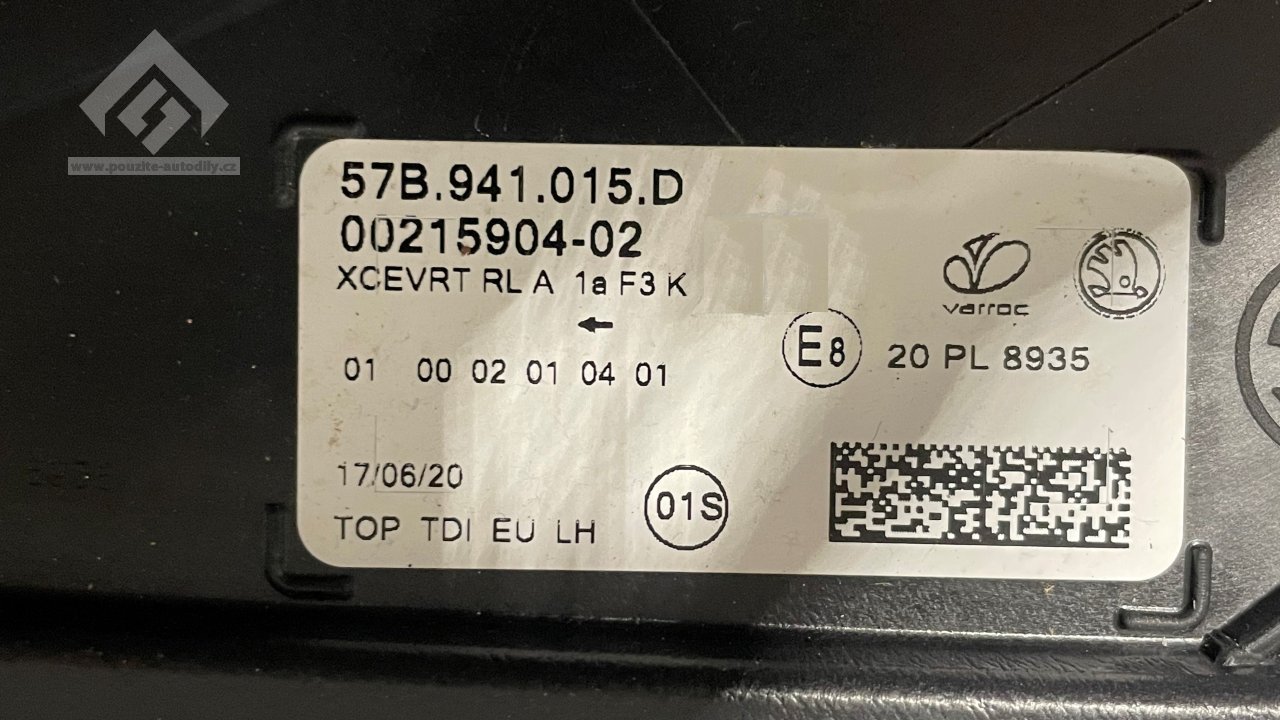 www.pouzite-autodily.cz
57B.941.015.D
00215904-02
XCEVRT RL A 1a F3 K
varroc
E8 20 PL 8935
01 00 02 01 04 01
17/06/20
01S
TOP TDI EU LH